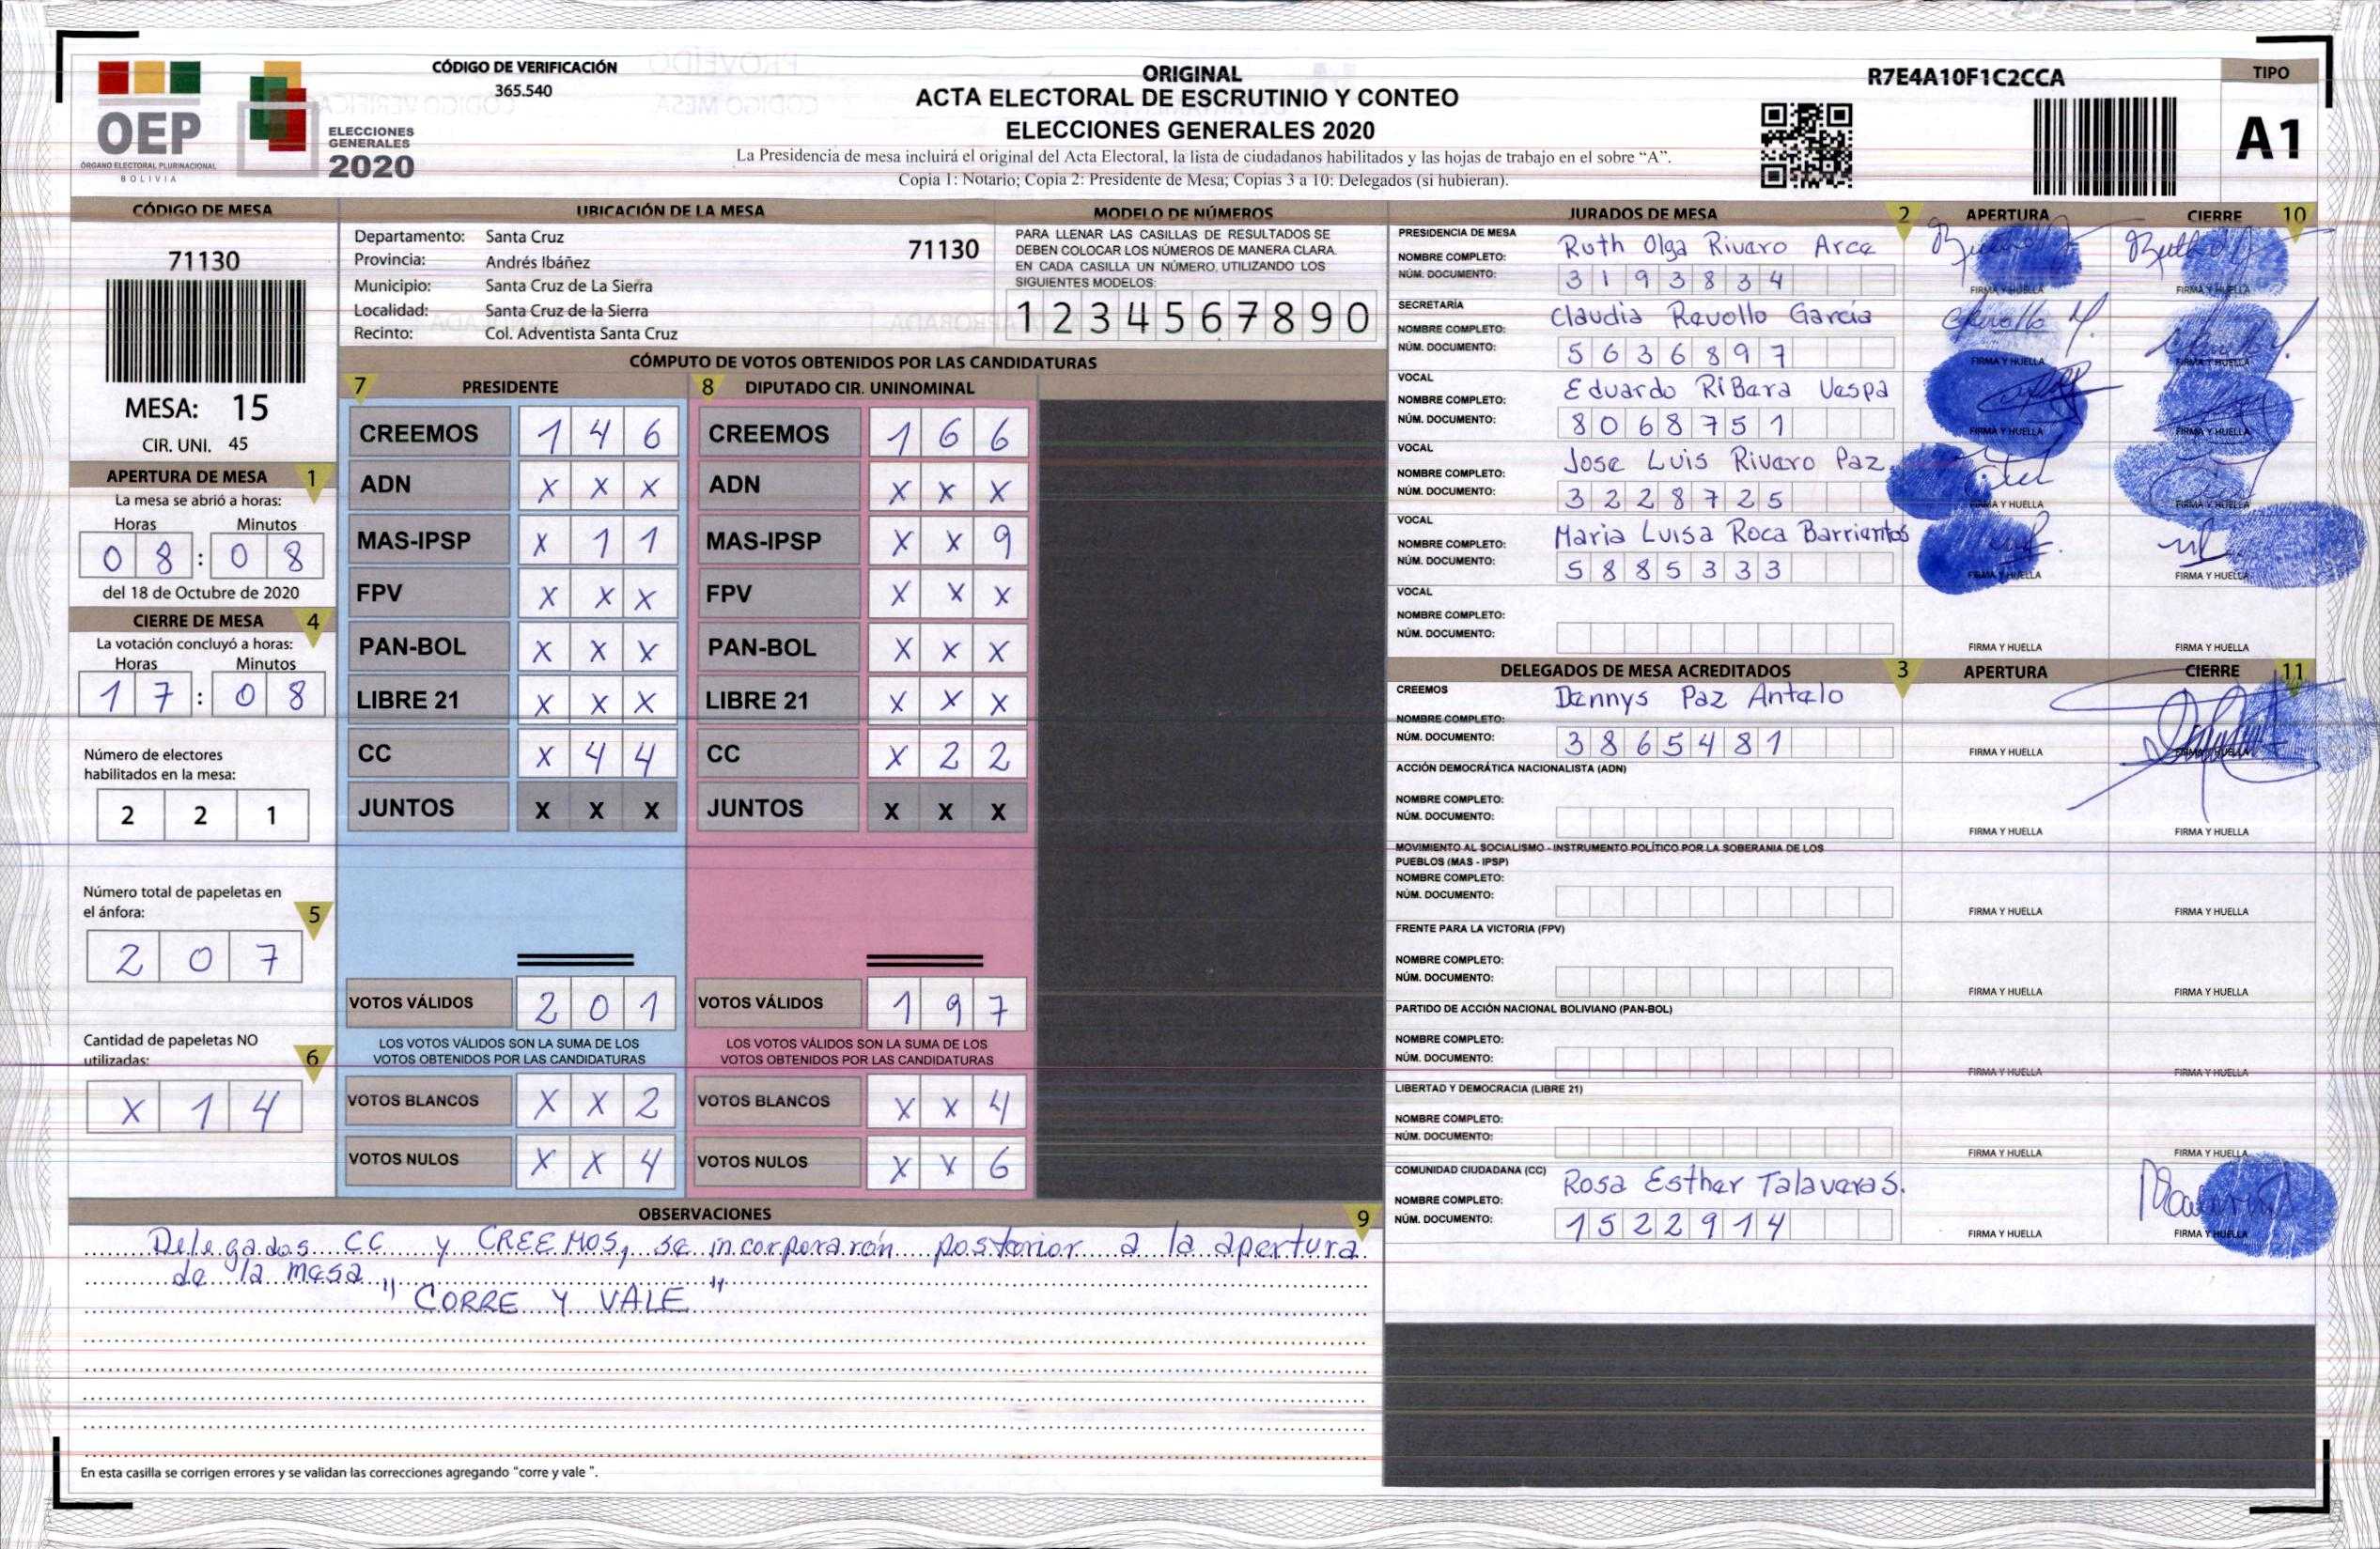 CÓDIGO DE VERIFICACIÓN
365.540
OEP
ÓRGANO ELECTORAL PLURINACIONAL
BOLIVIA
ELECCIONES
GENERALES
2020
ORIGINAL
ACTA ELECTORAL DE ESCRUTINIO Y CONTEO
ELECCIONES GENERALES 2020
La Presidencia de mesa incluirá el original del Acta Electoral, la lista de ciudadanos habilitados y las hojas de trabajo en el sobre “A”.
Copia 1: Notario; Copia 2: Presidente de Mesa; Copias 3 a 10: Delegados (si hubieran).
R7E4A10F1C2CCA
TIPO
A1
CÓDIGO DE MESA
71130
MESA: 15
CIR. UNI. 45
APERTURA DE MESA 1
La mesa se abrió a horas:
Horas Minutos
0 8 : 0 8
del 18 de Octubre de 2020
CIERRE DE MESA 4
La votación concluyó a horas:
Horas Minutos
1 7 : 0 8
Número de electores
habilitados en la mesa:
2 2 1
Número total de papeletas en
el ánfora: 5
2 0 7
Cantidad de papeletas NO
utilizadas: 6
X 1 4
UBICACIÓN DE LA MESA
Departamento: Santa Cruz
71130
Provincia: Andrés Ibáñez
Municipio: Santa Cruz de La Sierra
Localidad: Santa Cruz de la Sierra
Recinto: Col. Adventista Santa Cruz
MODELO DE NÚMEROS
PARA LLENAR LAS CASILLAS DE RESULTADOS SE
DEBEN COLOCAR LOS NÚMEROS DE MANERA CLARA.
EN CADA CASILLA UN NÚMERO, UTILIZANDO LOS
SIGUIENTES MODELOS:
1 2 3 4 5 6 7 8 9 0
CÓMPUTO DE VOTOS OBTENIDOS POR LAS CANDIDATURAS
7 PRESIDENTE 8 DIPUTADO CIR. UNINOMINAL
CREEMOS 1 4 6 CREEMOS 1 6 6
ADN X X X ADN X X X
MAS-IPSP X 1 1 MAS-IPSP X X 9
FPV X X X FPV X X X
PAN-BOL X X X PAN-BOL X X X
LIBRE 21 X X X LIBRE 21 X X X
CC X 4 4 CC X 2 2
JUNTOS X X X JUNTOS X X X
VOTOS VÁLIDOS 2 0 1 VOTOS VÁLIDOS 1 9 7
LOS VOTOS VÁLIDOS SON LA SUMA DE LOS LOS VOTOS VÁLIDOS SON LA SUMA DE LOS
VOTOS OBTENIDOS POR LAS CANDIDATURAS VOTOS OBTENIDOS POR LAS CANDIDATURAS
VOTOS BLANCOS X X 2 VOTOS BLANCOS X X 4
VOTOS NULOS X X 4 VOTOS NULOS X X 6
OBSERVACIONES 9
Delegados CC y CREEMOS, se incorporarón posterior a la apertura
de la mesa
" CORRE Y VALE "
En esta casilla se corrigen errores y se validan las correcciones agregando “corre y vale ”.
JURADOS DE MESA 2 APERTURA CIERRE 10
PRESIDENCIA DE MESA
NOMBRE COMPLETO: Ruth Olga Rivero Arce
NÚM. DOCUMENTO: 3 1 9 3 8 3 4
FIRMA Y HUELLA FIRMA Y HUELLA
SECRETARÍA
NOMBRE COMPLETO: Claudia Revollo García
NÚM. DOCUMENTO: 5 6 3 6 8 9 7
FIRMA Y HUELLA FIRMA Y HUELLA
VOCAL
NOMBRE COMPLETO: Eduardo RiBera Vespa
NÚM. DOCUMENTO: 8 0 6 8 7 5 1
FIRMA Y HUELLA FIRMA Y HUELLA
VOCAL
NOMBRE COMPLETO: Jose Luis Rivero Paz
NÚM. DOCUMENTO: 3 2 2 8 7 2 5
FIRMA Y HUELLA FIRMA Y HUELLA
VOCAL
NOMBRE COMPLETO: Maria Luisa Roca Barrientos
NÚM. DOCUMENTO: 5 8 8 5 3 3 3
FIRMA Y HUELLA FIRMA Y HUELLA
VOCAL
NOMBRE COMPLETO:
NÚM. DOCUMENTO:
FIRMA Y HUELLA FIRMA Y HUELLA
DELEGADOS DE MESA ACREDITADOS 3 APERTURA CIERRE 11
CREEMOS
NOMBRE COMPLETO: Dennys Paz Antelo
NÚM. DOCUMENTO: 3 8 6 5 4 8 1
FIRMA Y HUELLA FIRMA Y HUELLA
ACCIÓN DEMOCRÁTICA NACIONALISTA (ADN)
NOMBRE COMPLETO:
NÚM. DOCUMENTO:
FIRMA Y HUELLA FIRMA Y HUELLA
MOVIMIENTO AL SOCIALISMO - INSTRUMENTO POLÍTICO POR LA SOBERANIA DE LOS
PUEBLOS (MAS - IPSP)
NOMBRE COMPLETO:
NÚM. DOCUMENTO:
FIRMA Y HUELLA FIRMA Y HUELLA
FRENTE PARA LA VICTORIA (FPV)
NOMBRE COMPLETO:
NÚM. DOCUMENTO:
FIRMA Y HUELLA FIRMA Y HUELLA
PARTIDO DE ACCIÓN NACIONAL BOLIVIANO (PAN-BOL)
NOMBRE COMPLETO:
NÚM. DOCUMENTO:
FIRMA Y HUELLA FIRMA Y HUELLA
LIBERTAD Y DEMOCRACIA (LIBRE 21)
NOMBRE COMPLETO:
NÚM. DOCUMENTO:
FIRMA Y HUELLA FIRMA Y HUELLA
COMUNIDAD CIUDADANA (CC)
NOMBRE COMPLETO: Rosa Esther Talaveras.
NÚM. DOCUMENTO: 1 5 2 2 9 1 4
FIRMA Y HUELLA FIRMA Y HUELLA